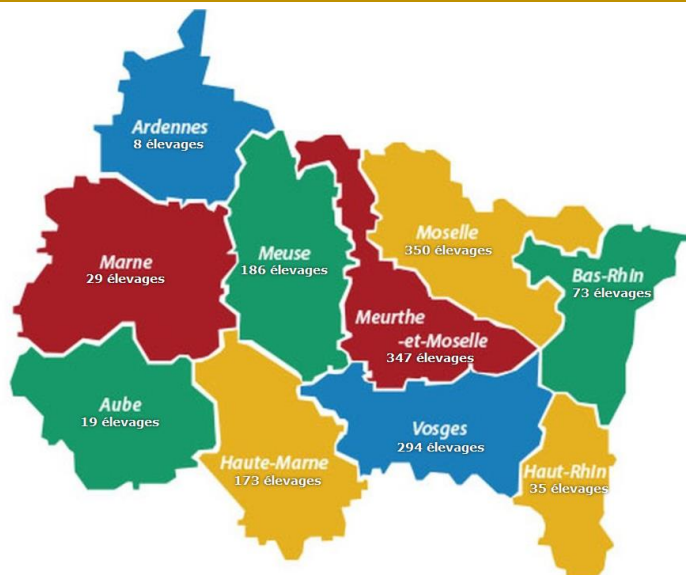 Ardennes
8 élevages
Marne
29 élevages
Meuse
186 élevages
Moselle
350 élevages
Bas-Rhin
73 élevages
Meurthe
-et-Moselle
347 élevages
Aube
19 élevages
Vosges
294 élevages
Haute-Marne
173 élevages
Haut-Rhin
35 élevages